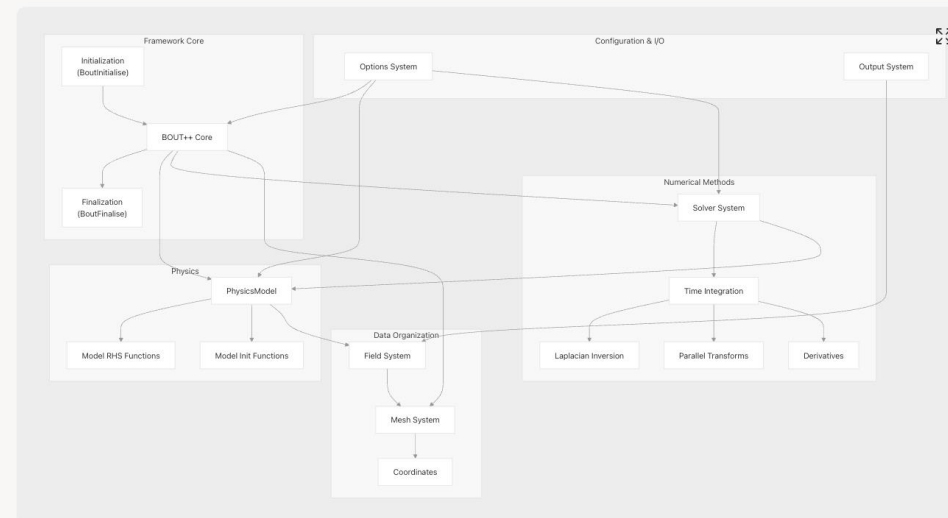 Framework Core
Configuration & I/O
Initialization
(BoutInitialise)
Options System
Output System
BOUT++ Core
Finalization
(BoutFinalise)
Numerical Methods
Solver System
Physics
PhysicsModel
Time Integration
Data Organization
Model RHS Functions
Model Init Functions
Field System
Laplacian Inversion
Parallel Transforms
Derivatives
Mesh System
Coordinates